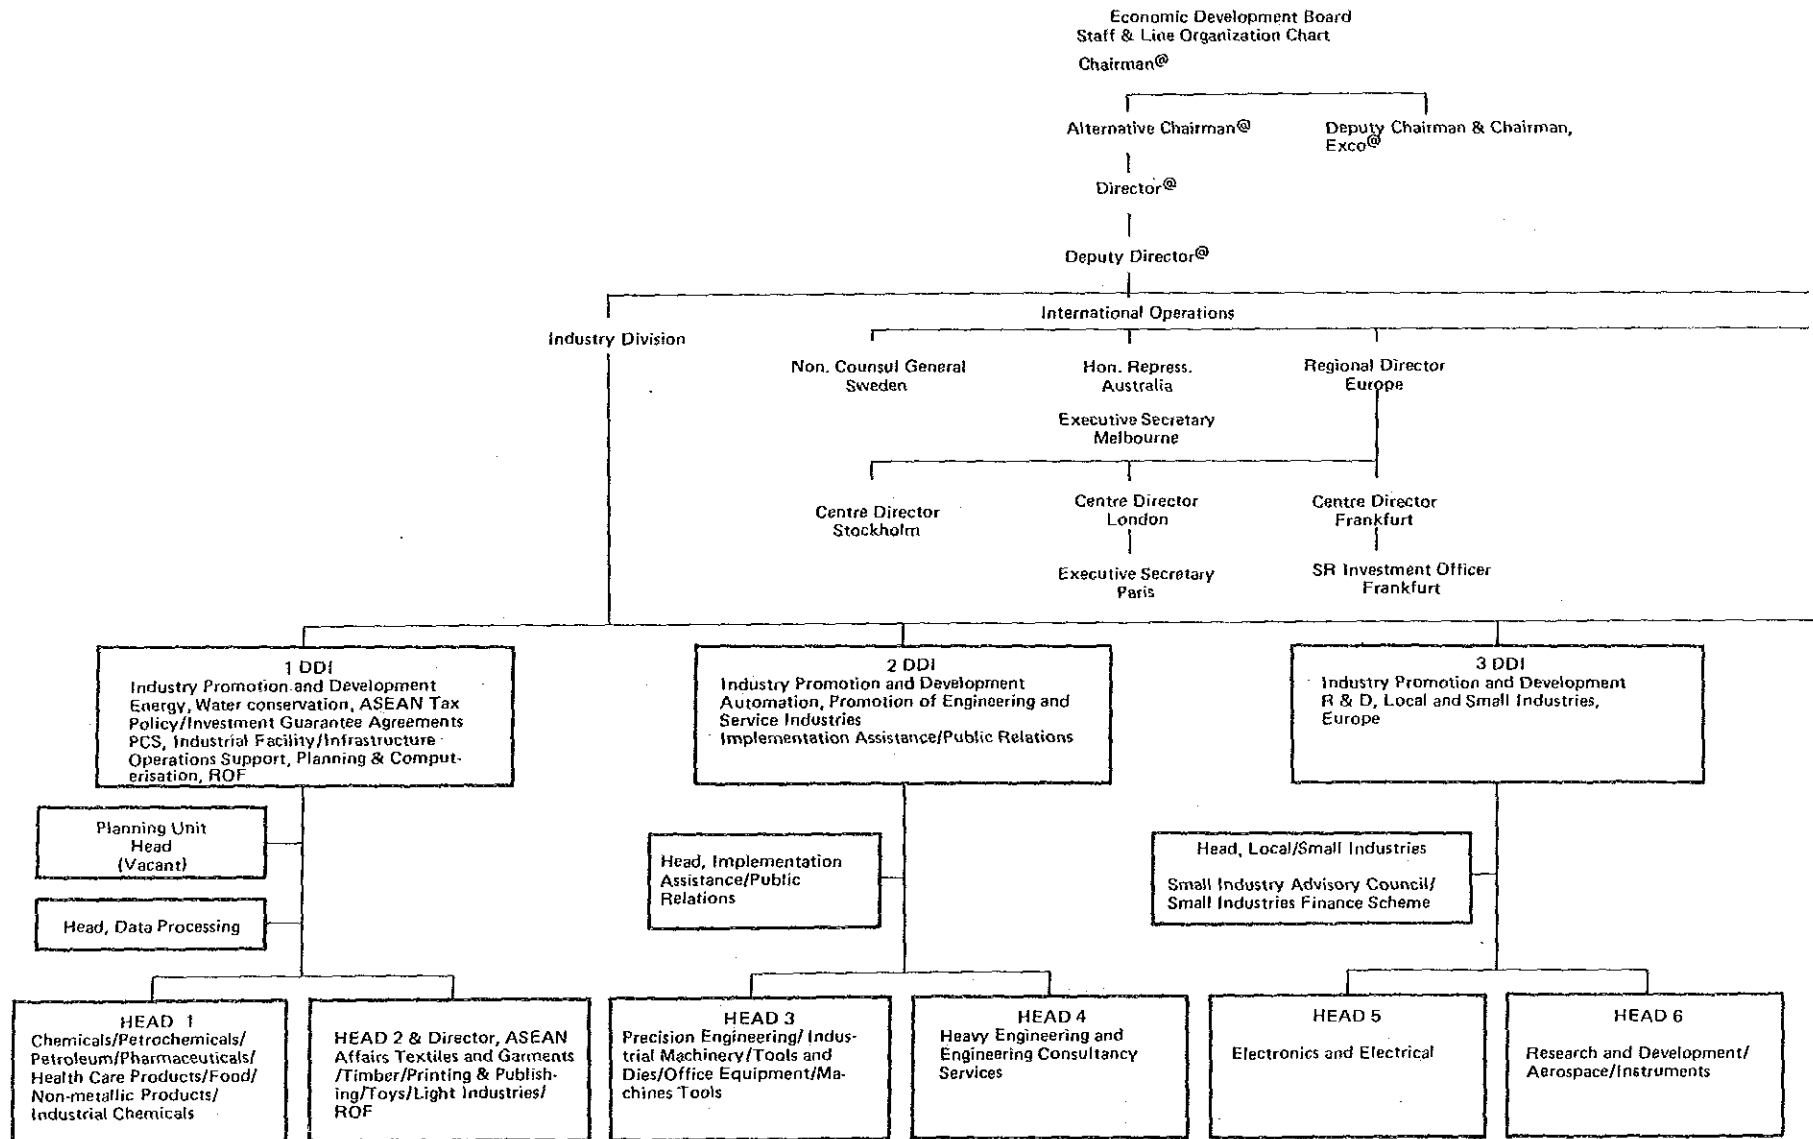 Economic Development Board
Staff & Line Organization Chart
Chairman@
Alternative Chairman@
Deputy Chairman & Chairman,
Exco@
Director@
Deputy Director@
International Operations
Industry Division
Non. Counsul General
Sweden
Hon. Repress.
Australia
Regional Director
Europe
Executive Secretary
Melbourne
Centre Director
Stockholm
Centre Director
London
Centre Director
Frankfurt
Executive Secretary
Paris
SR Investment Officer
Frankfurt
1 DDI
Industry Promotion and Development
Energy, Water conservation, ASEAN Tax
Policy/Investment Guarantee Agreements
PCS, Industrial Facility/Infrastructure
Operations Support, Planning & Comput-
erisation, ROF
2 DDI
Industry Promotion and Development
Automation, Promotion of Engineering and
Service Industries
Implementation Assistance/Public Relations
3 DDI
Industry Promotion and Development
R & D, Local and Small Industries,
Europe
Planning Unit
Head
(Vacant)
Head, Data Processing
Head, Implementation
Assistance/Public
Relations
Head, Local/Small Industries
Small Industry Advisory Council/
Small Industries Finance Scheme
HEAD 1
Chemicals/Petrochemicals/
Petroleum/Pharmaceuticals/
Health Care Products/Food/
Non-metallic Products/
Industrial Chemicals
HEAD 2 & Director, ASEAN
Affairs Textiles and Garments
/Timber/Printing & Publish-
ing/Toys/Light Industries/
ROF
HEAD 3
Precision Engineering/ Indus-
trial Machinery/Tools and
Dies/Office Equipment/Ma-
chines Tools
HEAD 4
Heavy Engineering and
Engineering Consultancy
Services
HEAD 5
Electronics and Electrical
HEAD 6
Research and Development/
Aerospace/Instruments